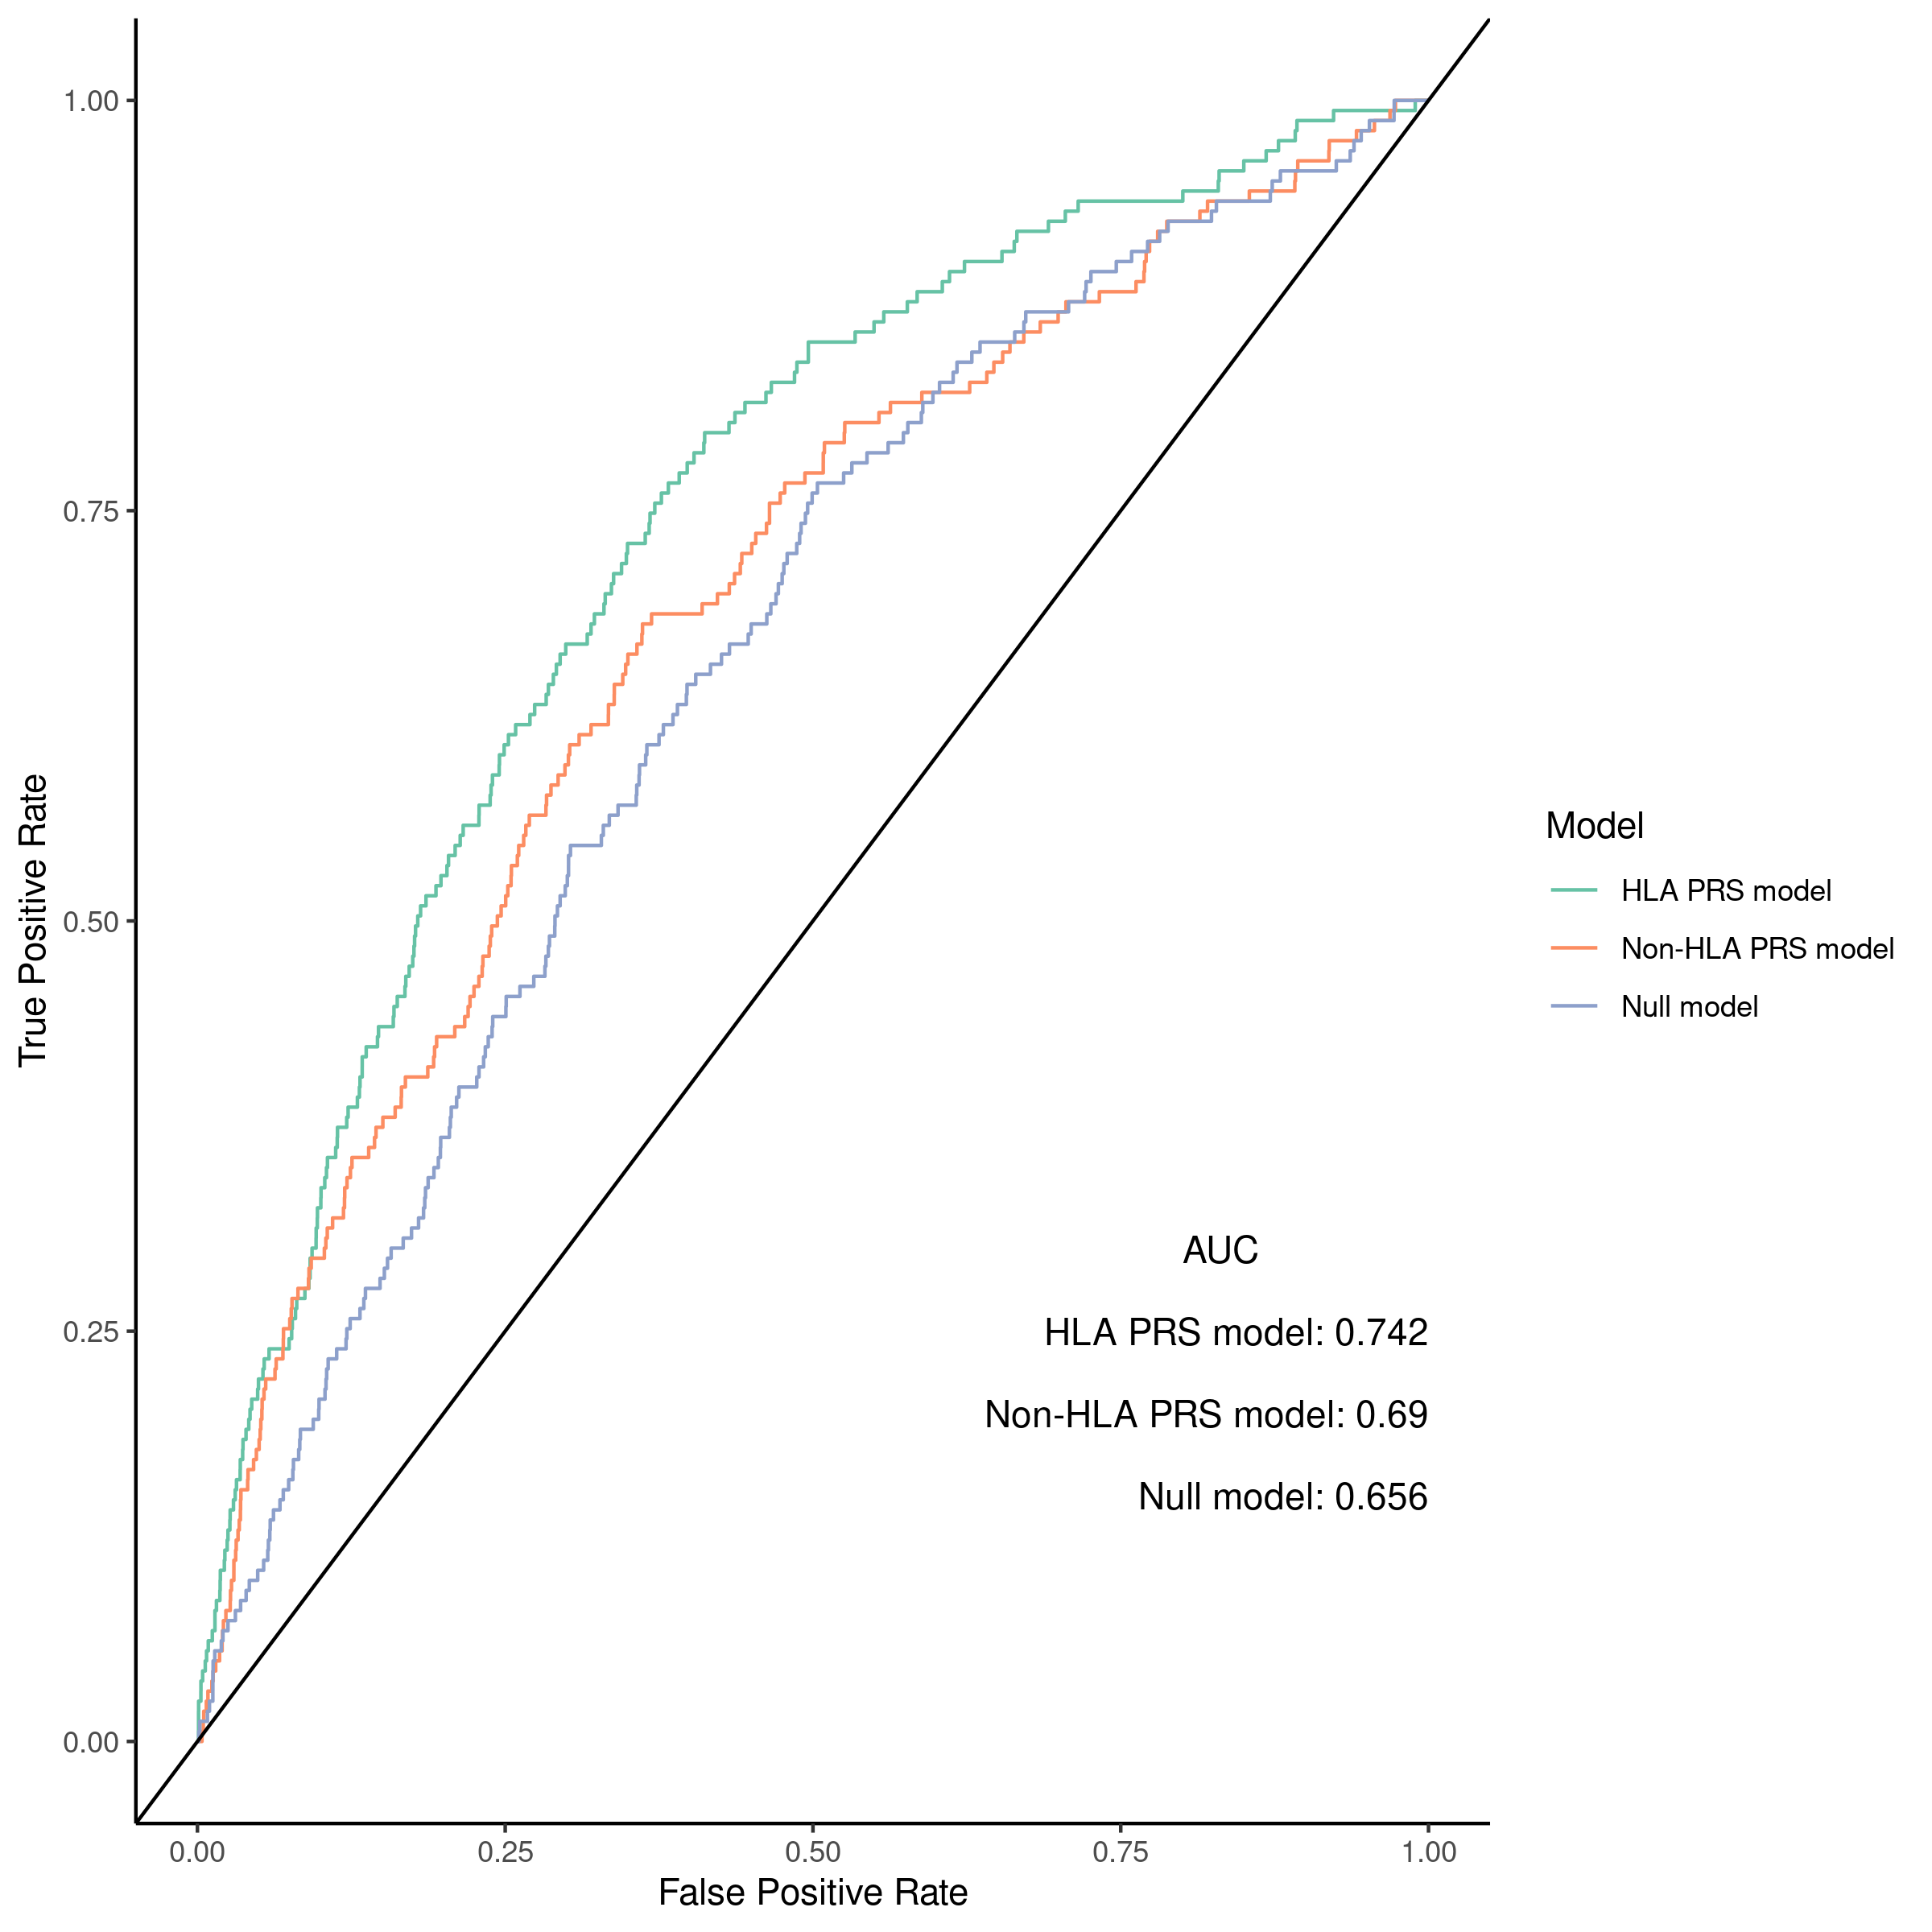 1.00
0.75
0.50
0.25
0.00
True Positive Rate
0.00 0.25 0.50 0.75 1.00
False Positive Rate
AUC
HLA PRS model: 0.742
Non-HLA PRS model: 0.69
Null model: 0.656
Model
HLA PRS model
Non-HLA PRS model
Null model